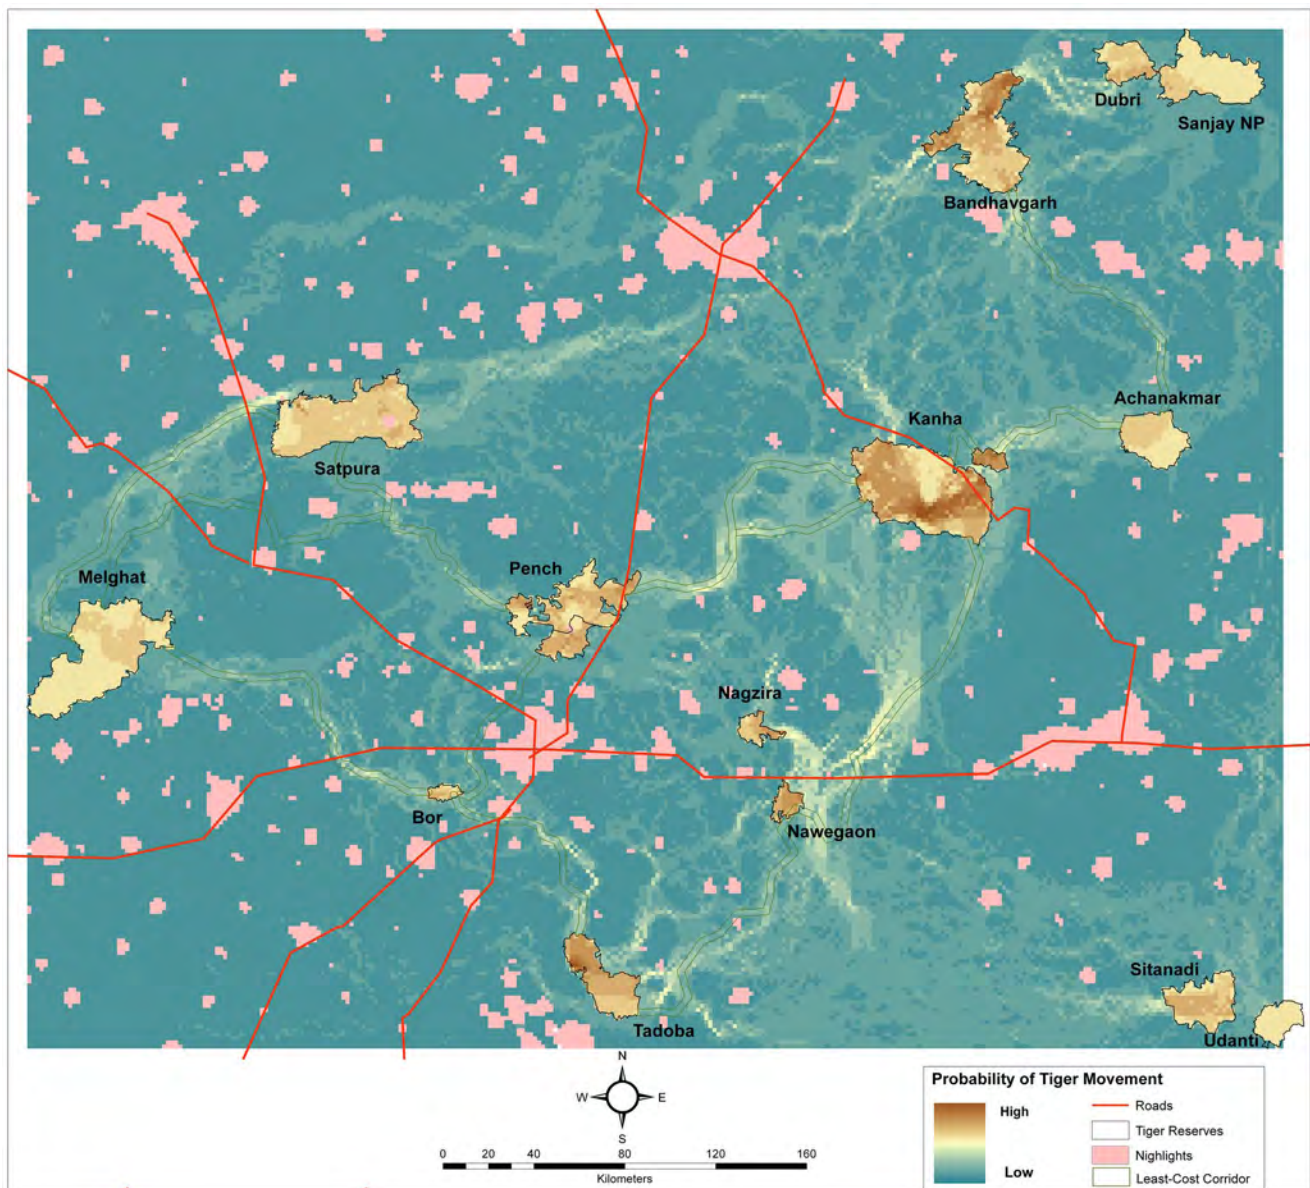 Dubri
Sanjay NP
Bandhavgarh
Achanakmar
Kanha
Satpura
Pench
Melghat
Nagzira
Bor
Nawegaon
Sitanadi
Tadoba
Udanti
N
W E
S
0 20 40 80 120 160
Kilometers
Probability of Tiger Movement
High
Low
Roads
Tiger Reserves
Nighlights
Least-Cost Corridor